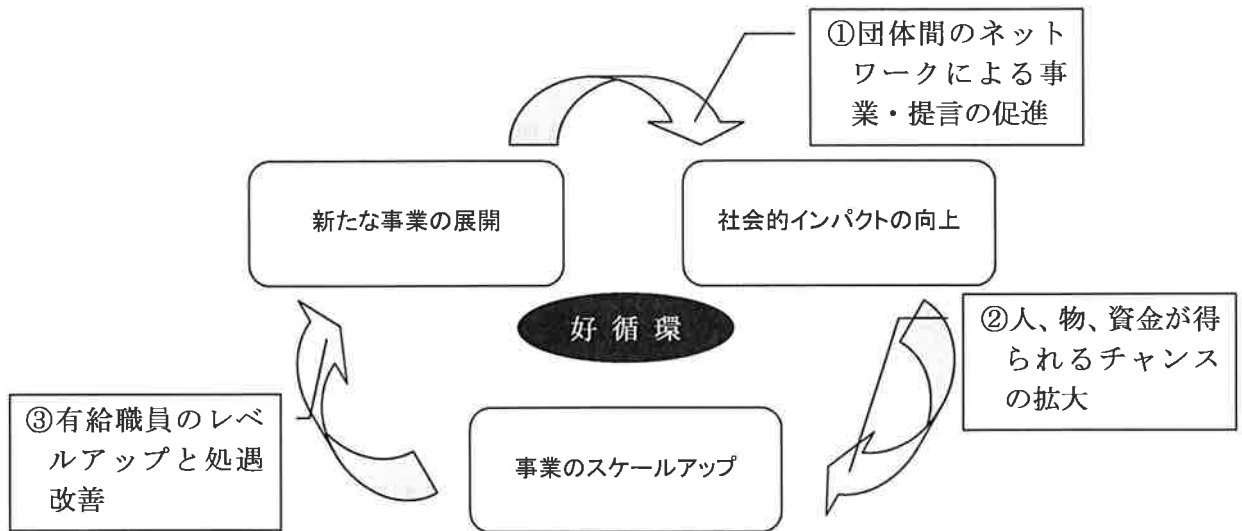 ①団体間のネット
ワークによる事
業・提言の促進
新たな事業の展開
社会的インパクトの向上
好循環
②人、物、資金が得
られるチャンス
の拡大
③有給職員のレベ
ルアップと処遇
改善
事業のスケールアップ